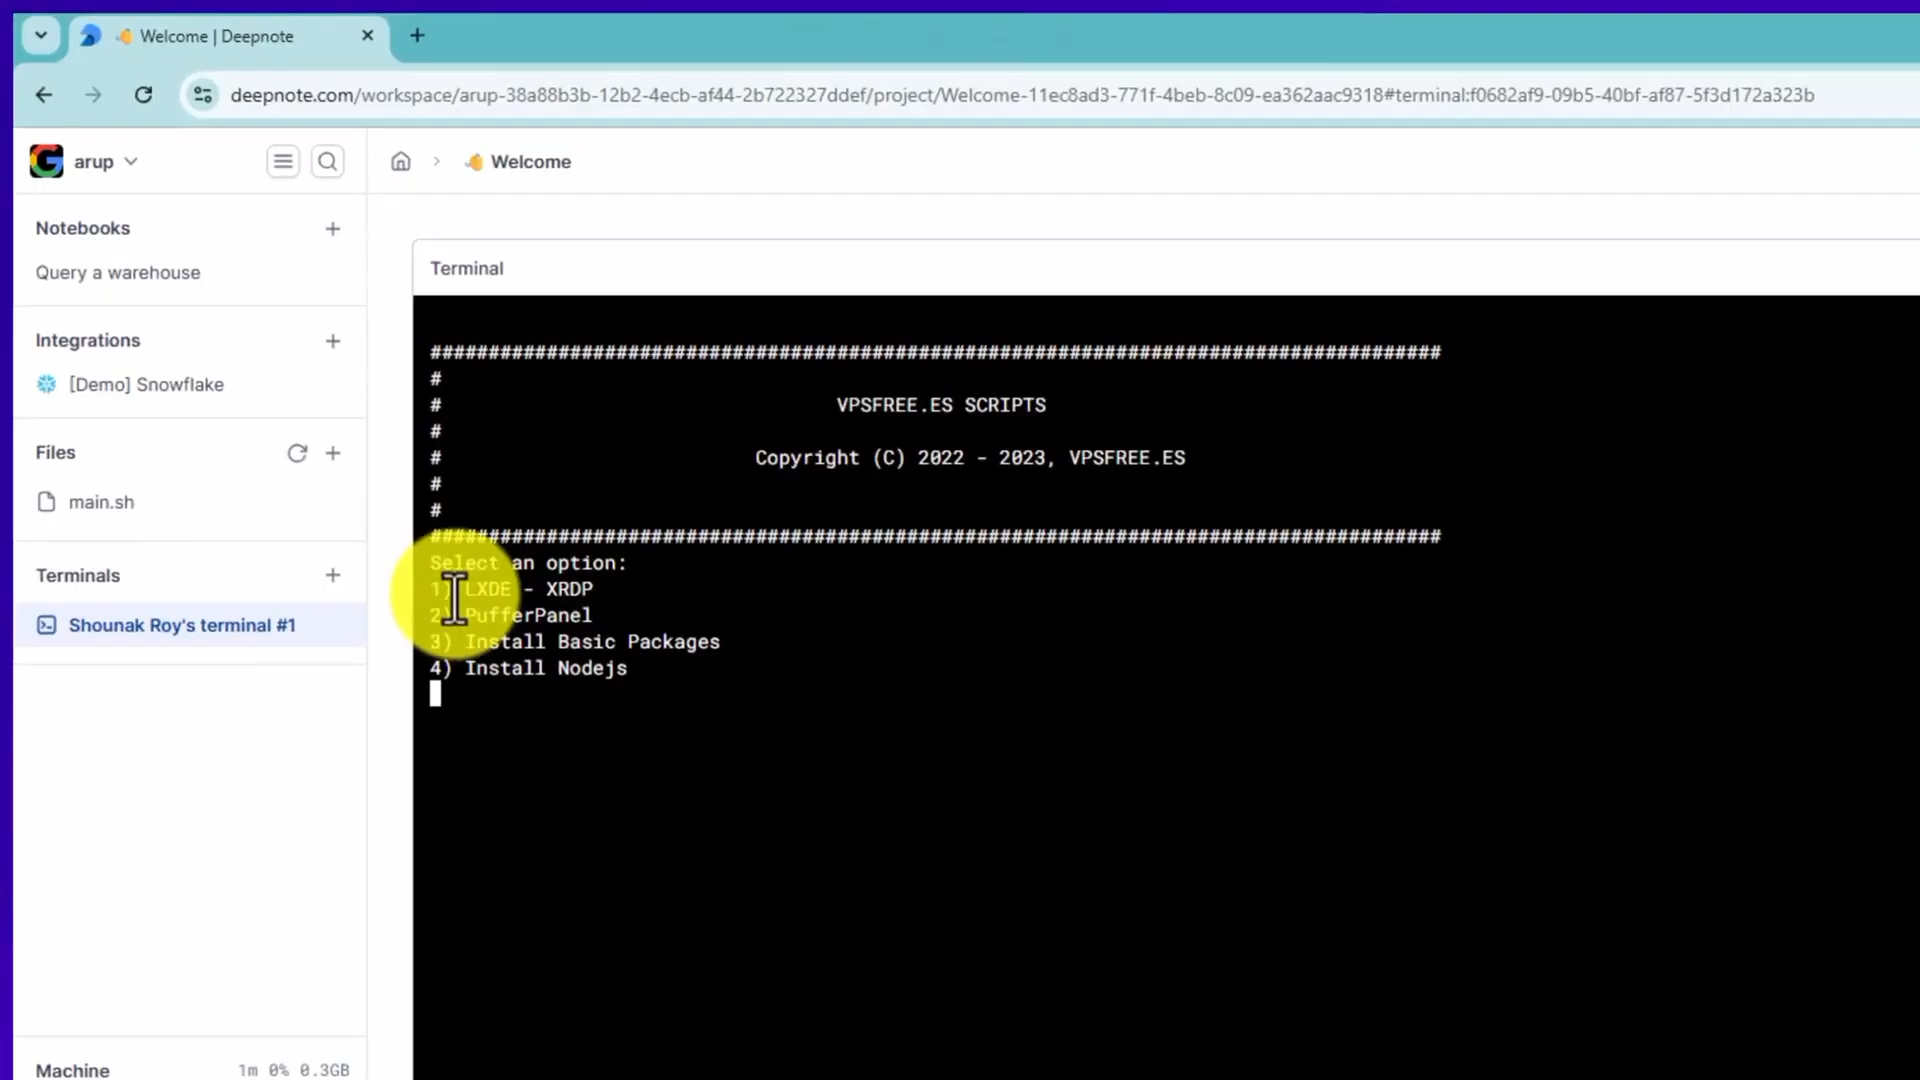 Welcome | Deepnote
deepnote.com/workspace/arup-38a88b3b-12b2-4ecb-af44-2b722327ddef/project/Welcome-11ec8ad3-771f-4beb-8c09-ea362aac9318#terminal:f0682af9-09b5-40bf-af87-5f3d172a323b
arup
Welcome
Notebooks
Query a warehouse
Integrations
[Demo] Snowflake
Files
main.sh
Terminals
Shounak Roy's terminal #1
Machine 1m 0% 0.3GB
Terminal
#######################################################################################
#
# VPSFREE.ES SCRIPTS
#
# Copyright (C) 2022 - 2023, VPSFREE.ES
#
#
#######################################################################################
Select an option:
1) LXDE - XRDP
2) PufferPanel
3) Install Basic Packages
4) Install Nodejs